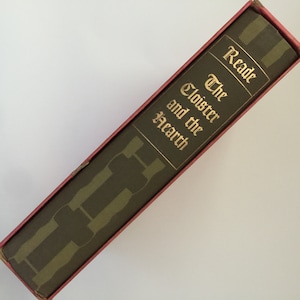 Reade
The
Cloister
and the
Hearth